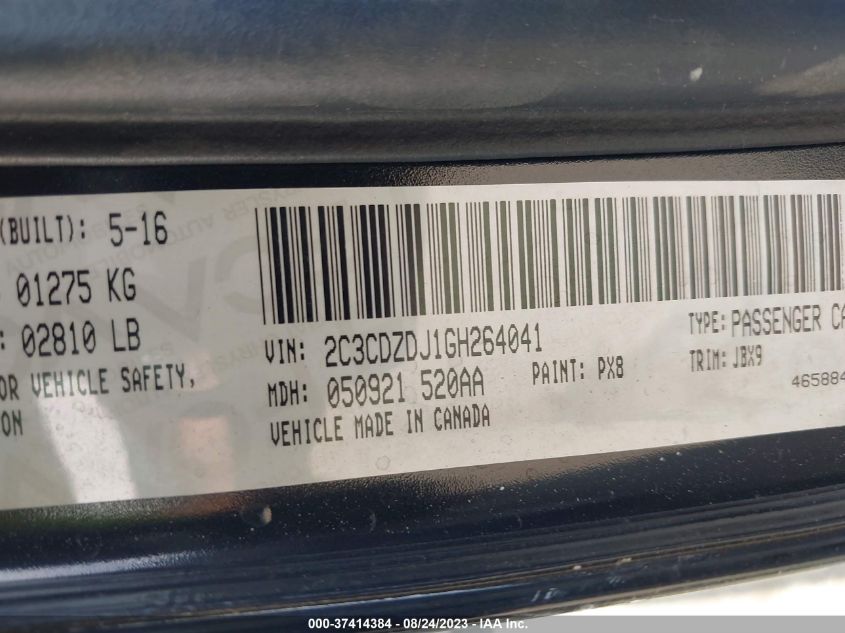 (BUILT): 5-16
01275 KG
02810 LB
OR VEHICLE SAFETY,
ON
VIN: 2C3CDZDJ1GH264041
TYPE: PASSENGER CA
MDH: 050921 520AA
PAINT: PX8
TRIM: JBX9
VEHICLE MADE IN CANADA
46588
000-37414384 - 08/24/2023 - IAA Inc.